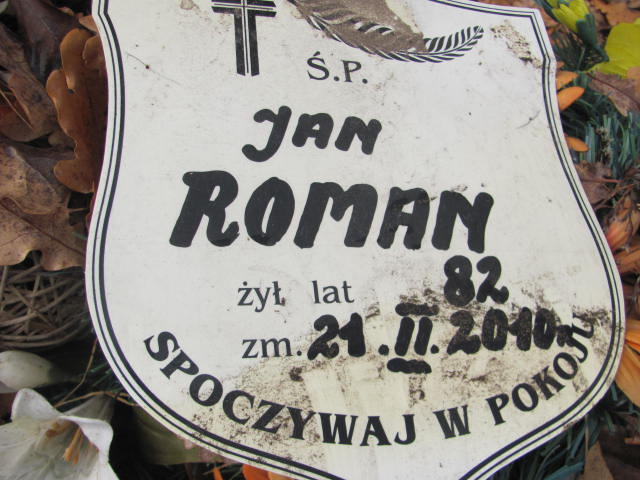 Ś.P.
JAN
ROMAN
żył lat 82
zm. 21.II.2010r.
SPOCZYWAJ W POKOJU